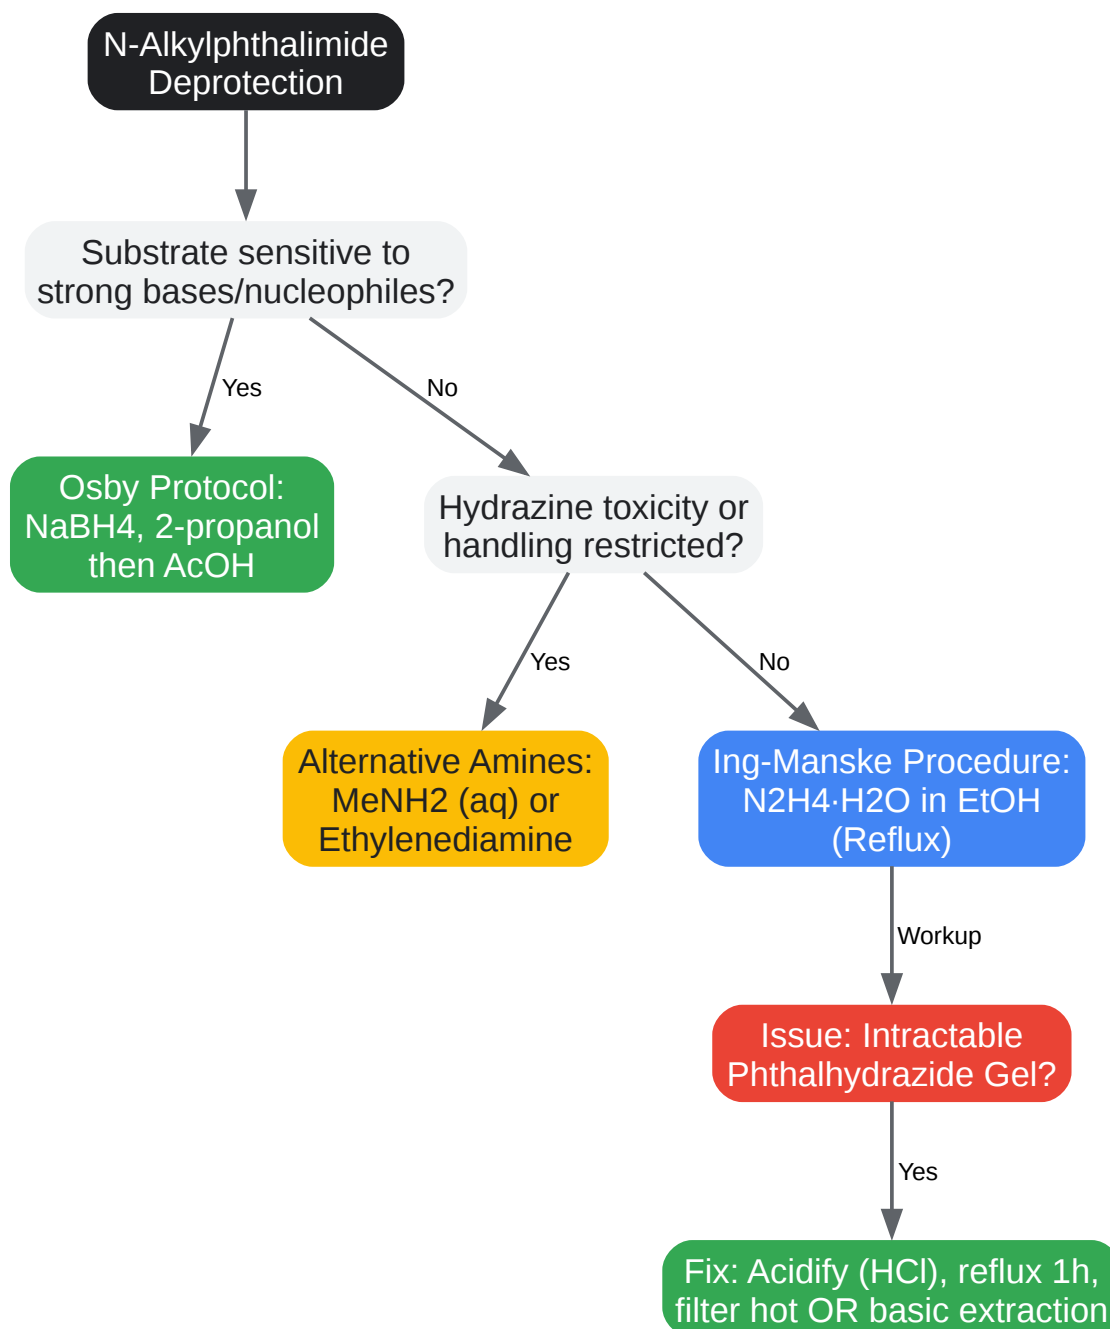 N-Alkylphthalimide
Deprotection
Substrate sensitive to
strong bases/nucleophiles?
Yes
No
Osby Protocol:
NaBH4, 2-propanol
then AcOH
Hydrazine toxicity or
handling restricted?
Yes
No
Alternative Amines:
MeNH2 (aq) or
Ethylenediamine
Ing-Manske Procedure:
N2H4·H2O in EtOH
(Reflux)
Workup
Issue: Intractable
Phthalhydrazide Gel?
Yes
Fix: Acidify (HCl), reflux 1h,
filter hot OR basic extraction